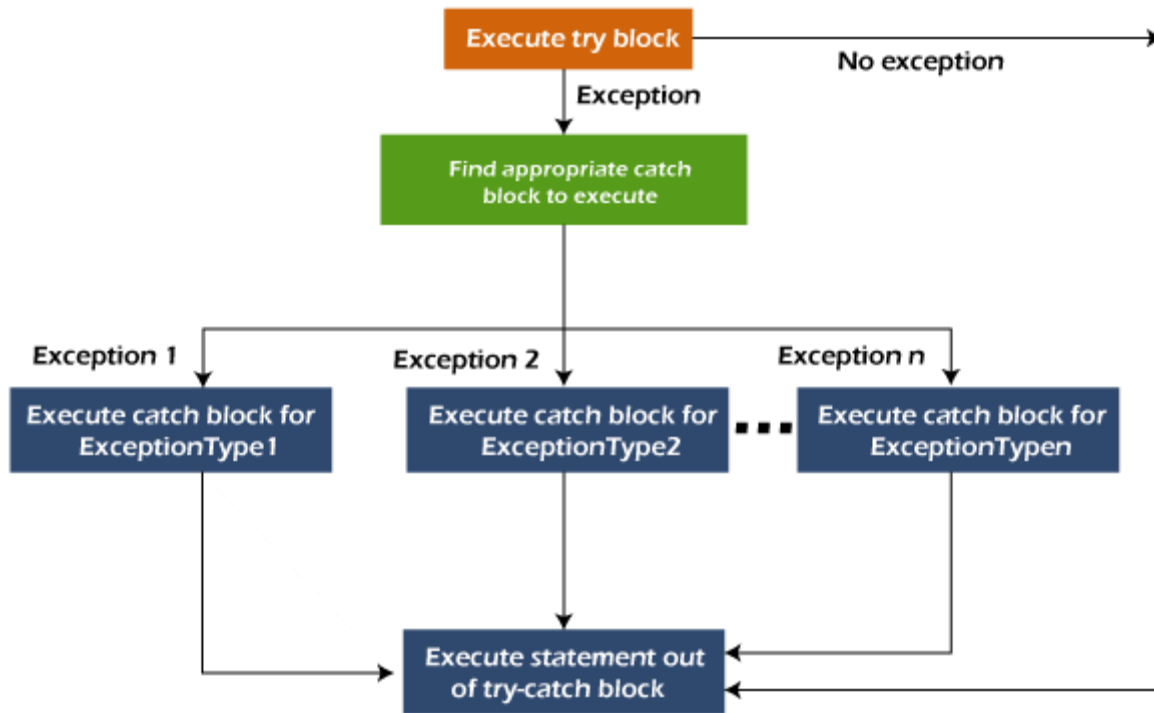 Execute try block
No exception
Exception
Find appropriate catch
block to execute
Exception 1
Exception 2
Exception n
Execute catch block for
ExceptionType1
Execute catch block for
ExceptionType2
Execute catch block for
ExceptionTypen
Execute statement out
of try-catch block